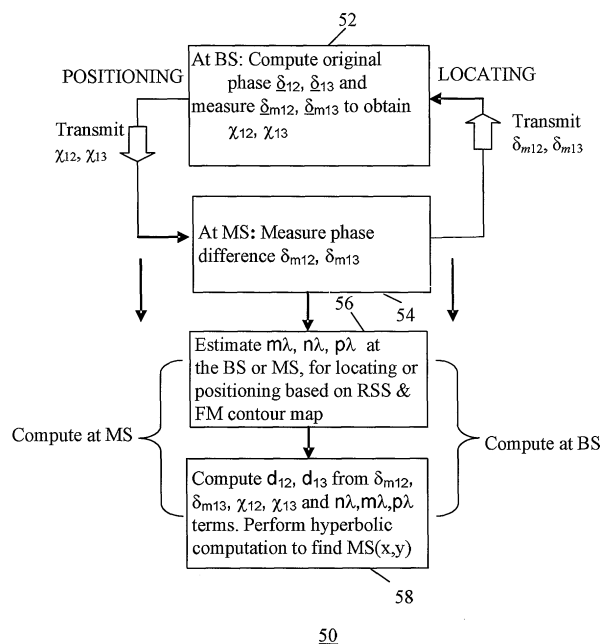 52
POSITIONING
LOCATING
At BS: Compute original
phase δ12, δ13 and
measure δm12, δm13 to obtain
χ12, χ13
Transmit
χ12, χ13
Transmit
δm12, δm13
At MS: Measure phase
difference δm12, δm13
54
56
Estimate mλ, nλ, pλ at
the BS or MS, for locating or
positioning based on RSS &
FM contour map
Compute at MS
Compute at BS
Compute d12, d13 from δm12,
δm13, χ12, χ13 and nλ,mλ,pλ
terms. Perform hyperbolic
computation to find MS(x,y)
58
50